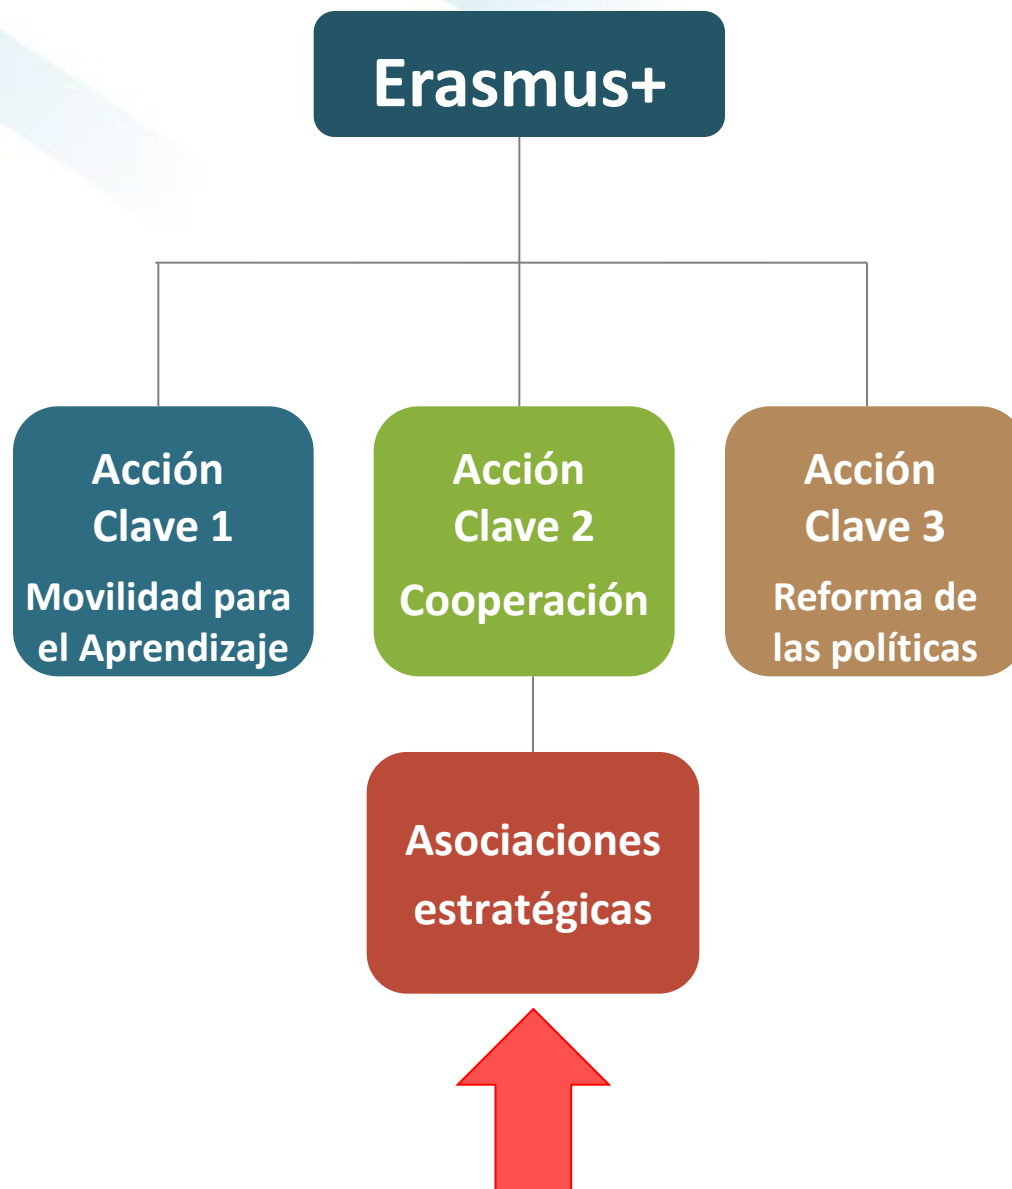 Erasmus+
Acción
Clave 1
Movilidad para
el Aprendizaje
Acción
Clave 2
Cooperación
Acción
Clave 3
Reforma de
las políticas
Asociaciones
estratégicas